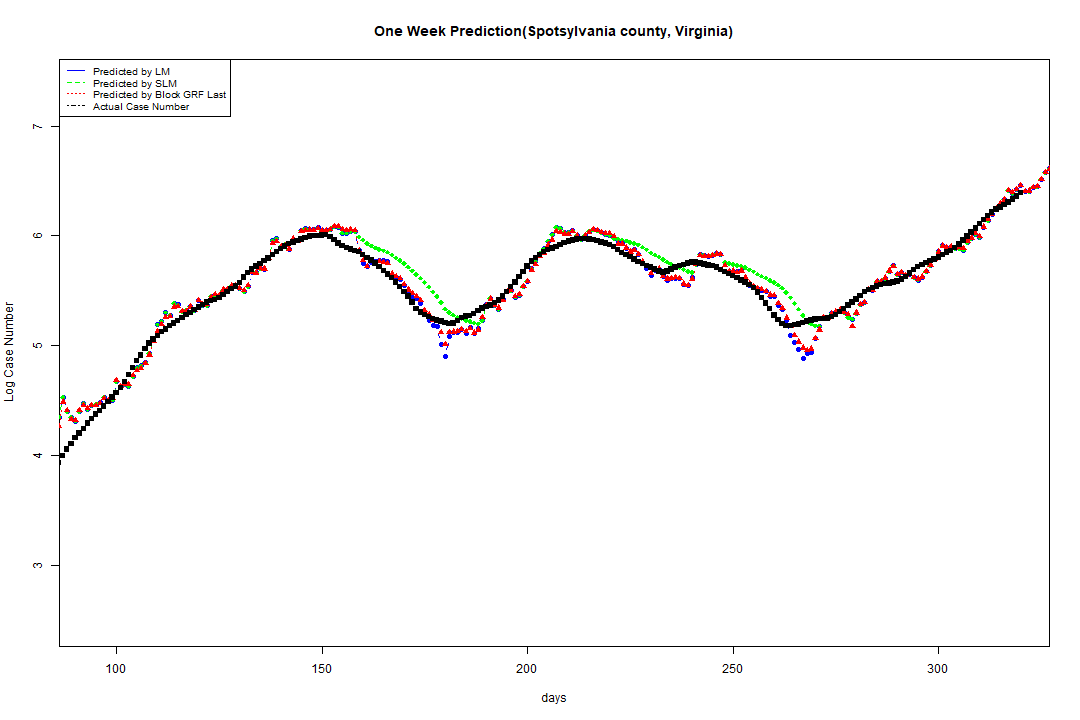 One Week Prediction(Spotsylvania county, Virginia)
Predicted by LM
Predicted by SLM
Predicted by Block GRF Last
Actual Case Number
7
6
5
4
3
Log Case Number
100 150 200 250 300
days